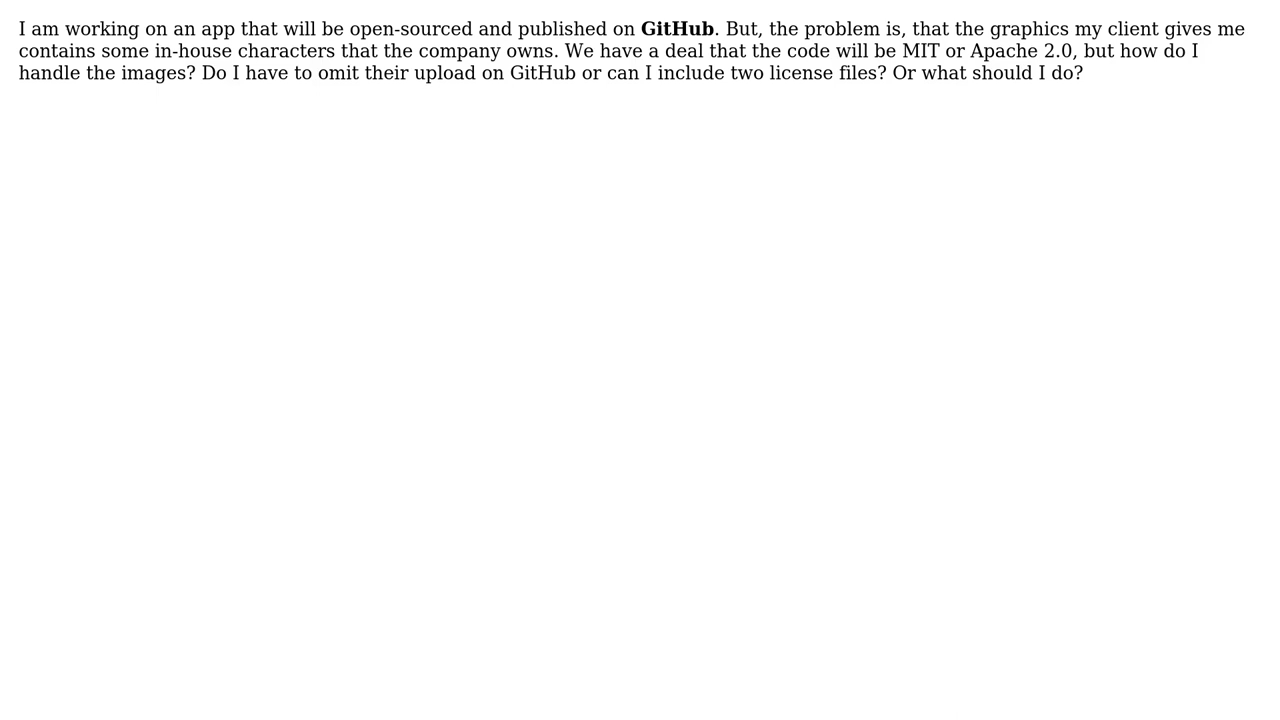 I am working on an app that will be open-sourced and published on GitHub. But, the problem is, that the graphics my client gives me
contains some in-house characters that the company owns. We have a deal that the code will be MIT or Apache 2.0, but how do I
handle the images? Do I have to omit their upload on GitHub or can I include two license files? Or what should I do?